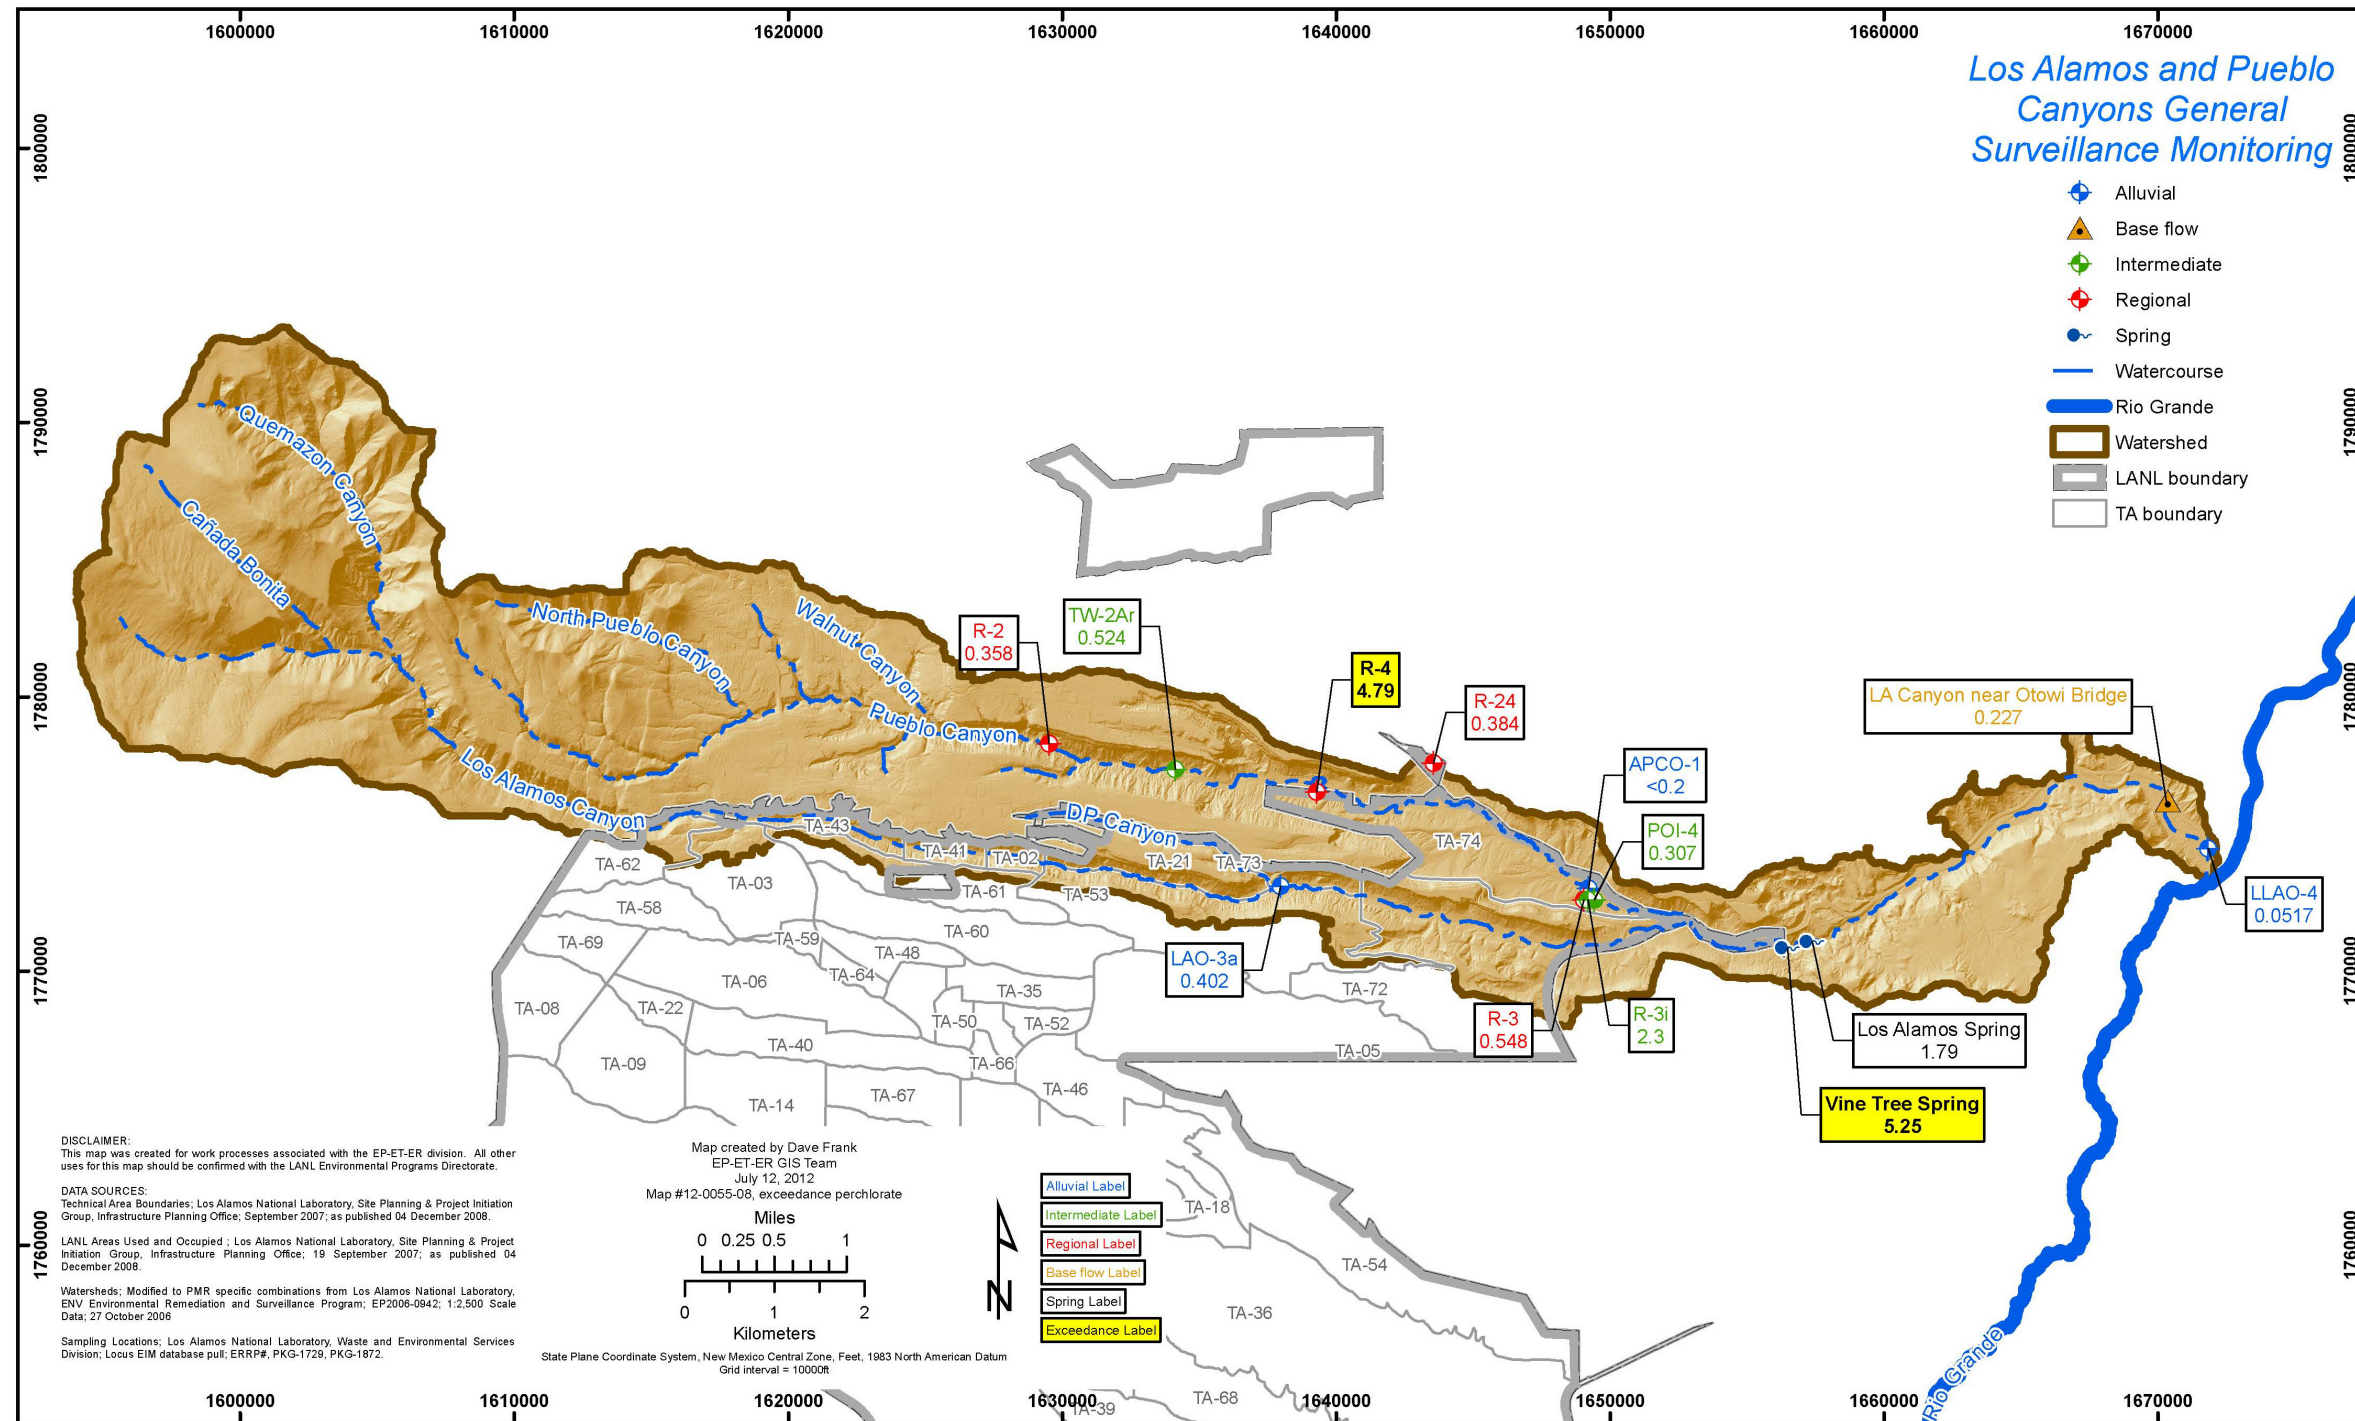 1600000 1610000 1620000 1630000 1640000 1650000 1660000 1670000
Los Alamos and Pueblo
Canyons General
Surveillance Monitoring
Alluvial
Base flow
Intermediate
Regional
Spring
Watercourse
Rio Grande
Watershed
LANL boundary
TA boundary
1800000
1790000
1780000
1770000
1760000
1800000
1790000
1780000
1770000
1760000
Quemazon Canyon
Cañada Bonita
North Pueblo Canyon
Walnut Canyon
Pueblo Canyon
Los Alamos Canyon
DP Canyon
R-2
0.358
TW-2Ar
0.524
R-4
4.79
R-24
0.384
APCO-1
<0.2
POI-4
0.307
LA Canyon near Otowi Bridge
0.227
LLAO-4
0.0517
LAO-3a
0.402
R-3
0.548
R-3i
2.3
Los Alamos Spring
1.79
Vine Tree Spring
5.25
TA-43
TA-41
TA-02
TA-21
TA-73
TA-74
TA-62
TA-03
TA-61
TA-53
TA-58
TA-60
TA-59
TA-69
TA-48
TA-64
TA-06
TA-35
TA-72
TA-08
TA-22
TA-50
TA-52
TA-40
TA-05
TA-09
TA-66
TA-46
TA-67
TA-14
TA-18
TA-54
TA-36
TA-68
TA-39
Rio Grande
DISCLAIMER:
This map was created for work processes associated with the EP-ET-ER division. All other
uses for this map should be confirmed with the LANL Environmental Programs Directorate.
DATA SOURCES:
Technical Area Boundaries; Los Alamos National Laboratory, Site Planning & Project Initiation
Group, Infrastructure Planning Office; September 2007; as published 04 December 2008.
LANL Areas Used and Occupied ; Los Alamos National Laboratory, Site Planning & Project
Initiation Group, Infrastructure Planning Office; 19 September 2007; as published 04
December 2008.
Watersheds; Modified to PMR specific combinations from Los Alamos National Laboratory,
ENV Environmental Remediation and Surveillance Program; EP2006-0942; 1:2,500 Scale
Data; 27 October 2006
Sampling Locations; Los Alamos National Laboratory, Waste and Environmental Services
Division; Locus EIM database pull; ERRP#, PKG-1729, PKG-1872.
Map created by Dave Frank
EP-ET-ER GIS Team
July 12, 2012
Map #12-0055-08, exceedance perchlorate
Miles
0 0.25 0.5 1
0 1 2
Kilometers
State Plane Coordinate System, New Mexico Central Zone, Feet, 1983 North American Datum
Grid interval = 10000ft
N
Alluvial Label
Intermediate Label
Regional Label
Base flow Label
Spring Label
Exceedance Label
1600000 1610000 1620000 1630000 1640000 1650000 1660000 1670000